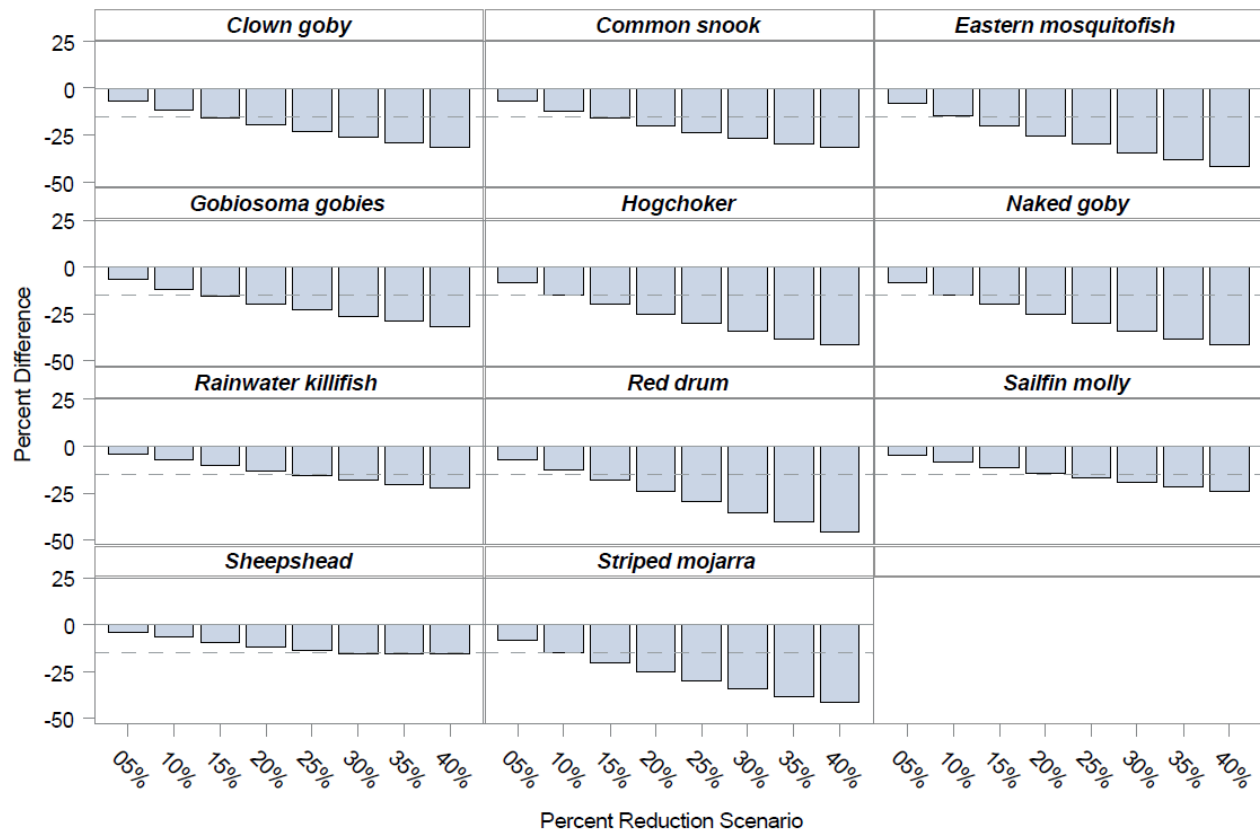 Clown goby Common snook Eastern mosquitofish
25
0
-25
-50
Gobiosoma gobies Hogchoker Naked goby
25
0
-25
-50
Rainwater killifish Red drum Sailfin molly
25
0
-25
-50
Sheepshead Striped mojarra
25
0
-25
-50
Percent Difference
05% 10% 15% 20% 25% 30% 35% 40% 05% 10% 15% 20% 25% 30% 35% 40% 05% 10% 15% 20% 25% 30% 35% 40%
Percent Reduction Scenario